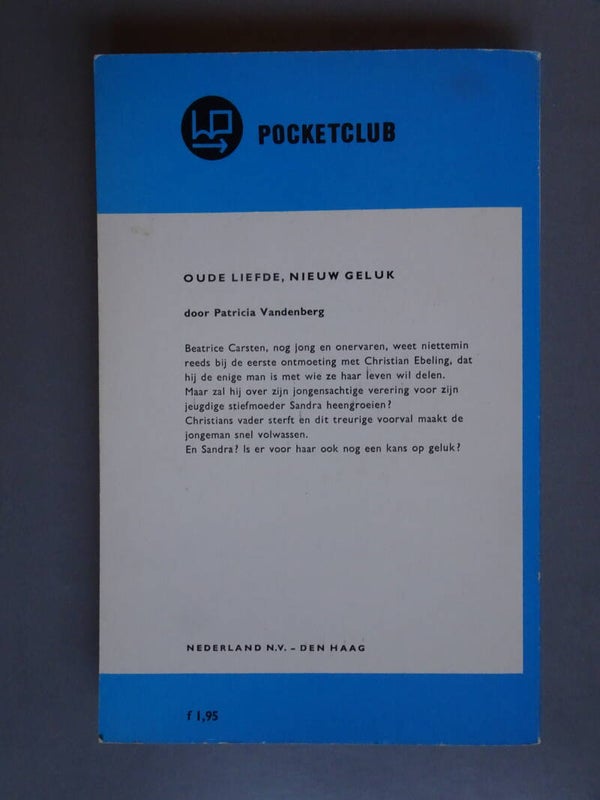 POCKETCLUB
OUDE LIEFDE, NIEUW GELUK
door Patricia Vandenberg
Beatrice Carsten, nog jong en onervaren, weet niettemin
reeds bij de eerste ontmoeting met Christian Ebeling, dat
hij de enige man is met wie ze haar leven wil delen.
Maar zal hij over zijn jongensachtige verering voor zijn
jeugdige stiefmoeder Sandra heengroeien?
Christians vader sterft en dit treurige voorval maakt de
jongeman snel volwassen.
En Sandra? Is er voor haar ook nog een kans op geluk?
NEDERLAND N.V. – DEN HAAG
f 1,95